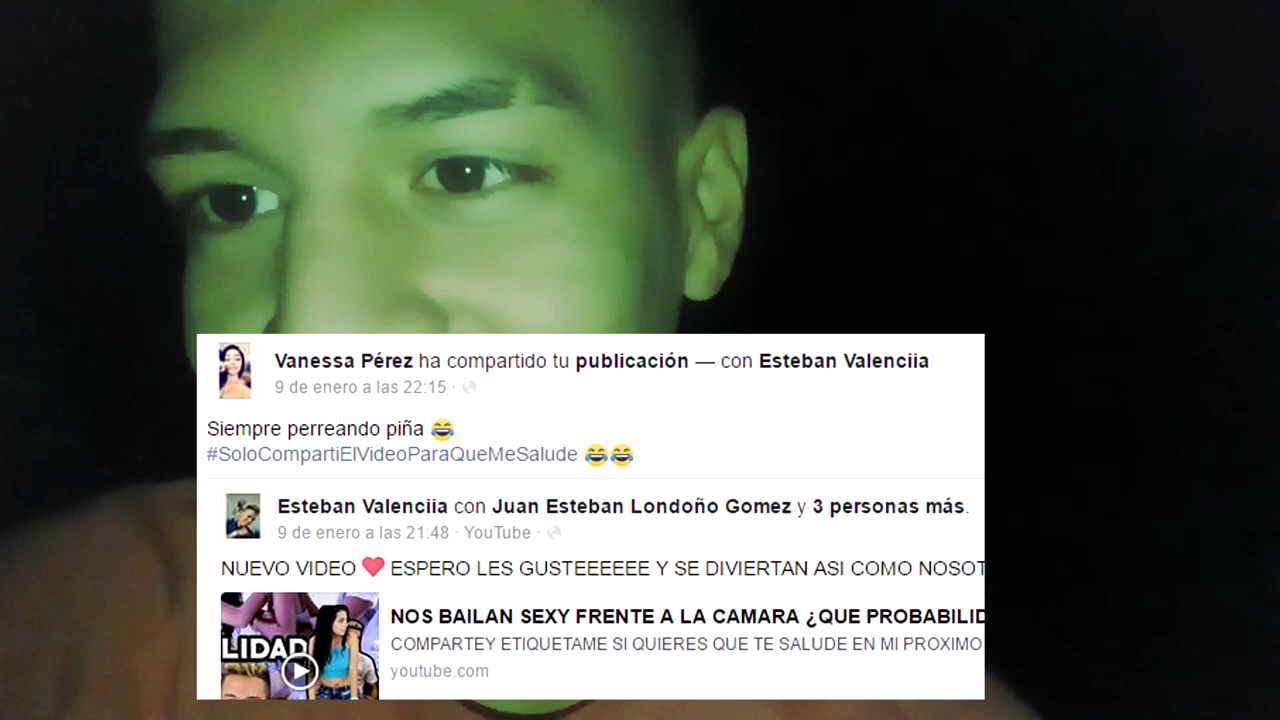 Vanessa Pérez ha compartido tu publicación — con Esteban Valenciia
9 de enero a las 22:15 ·
Siempre perreando piña 😂
#SoloCompartiElVideoParaQueMeSalude 😂😂
Esteban Valenciia con Juan Esteban Londoño Gomez y 3 personas más.
9 de enero a las 21:48 · YouTube ·
NUEVO VIDEO ❤ ESPERO LES GUSTEEEEEE Y SE DIVIERTAN ASI COMO NOSOT
NOS BAILAN SEXY FRENTE A LA CAMARA ¿QUE PROBABILID
LIDAD
COMPARTEY ETIQUETAME SI QUIERES QUE TE SALUDE EN MI PROXIMO
youtube.com